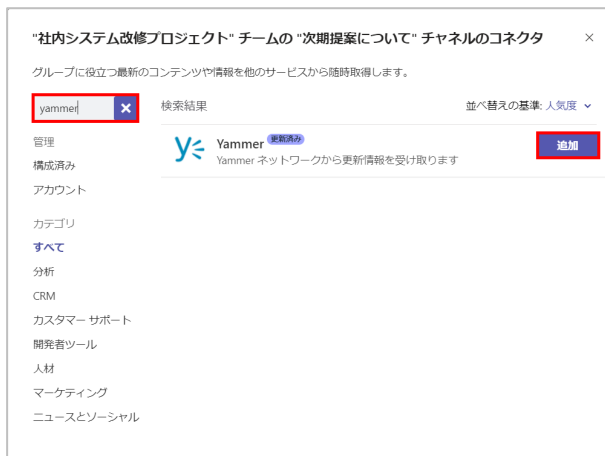 "社内システム改修プロジェクト" チームの "次期提案について" チャネルのコネクタ
グループに役立つ最新のコンテンツや情報を他のサービスから随時取得します。
yammer
検索結果
並べ替えの基準: 人気度
管理
構成済み
アカウント
Yammer 更新済み
Yammer ネットワークから更新情報を受け取ります
追加
カテゴリ
すべて
分析
CRM
カスタマー サポート
開発者ツール
人材
マーケティング
ニュースとソーシャル